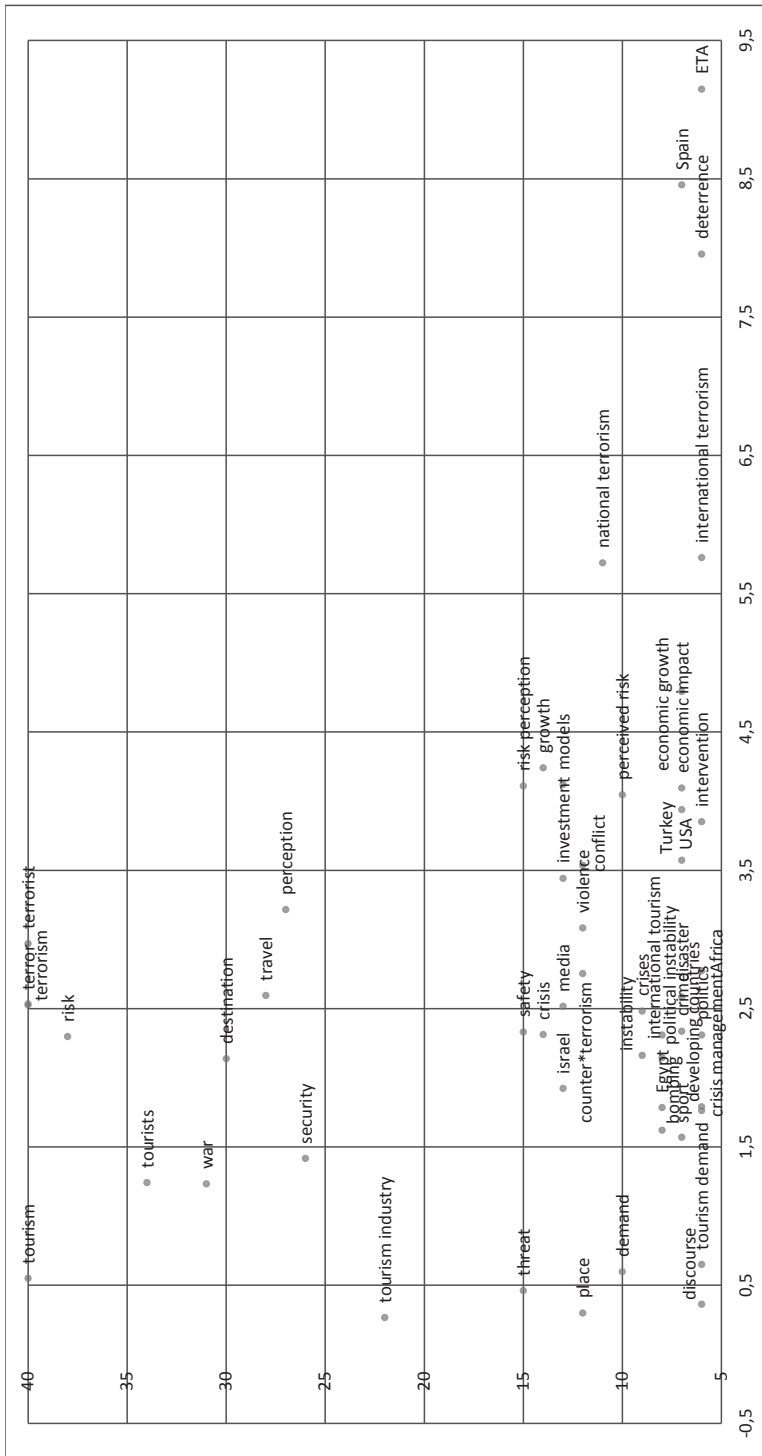 40
35
30
25
20
15
10
5
-0,5
0,5
1,5
2,5
3,5
4,5
5,5
6,5
7,5
8,5
9,5
tourism
terror
terrorist
terrorism
risk
tourists
war
destination
travel
perception
security
tourism industry
threat
safety
risk perception
crisis
growth
israel
media
investment
models
place
counter*terrorism
violence
conflict
national terrorism
demand
perceived risk
instability
crises
international tourism
Egypt
bombing
political instability
Turkey
economic growth
sport
crime
disaster
USA
economic impact
Spain
discourse
tourism demand
developing countries
crisis management
politics
Africa
intervention
international terrorism
deterrence
ETA